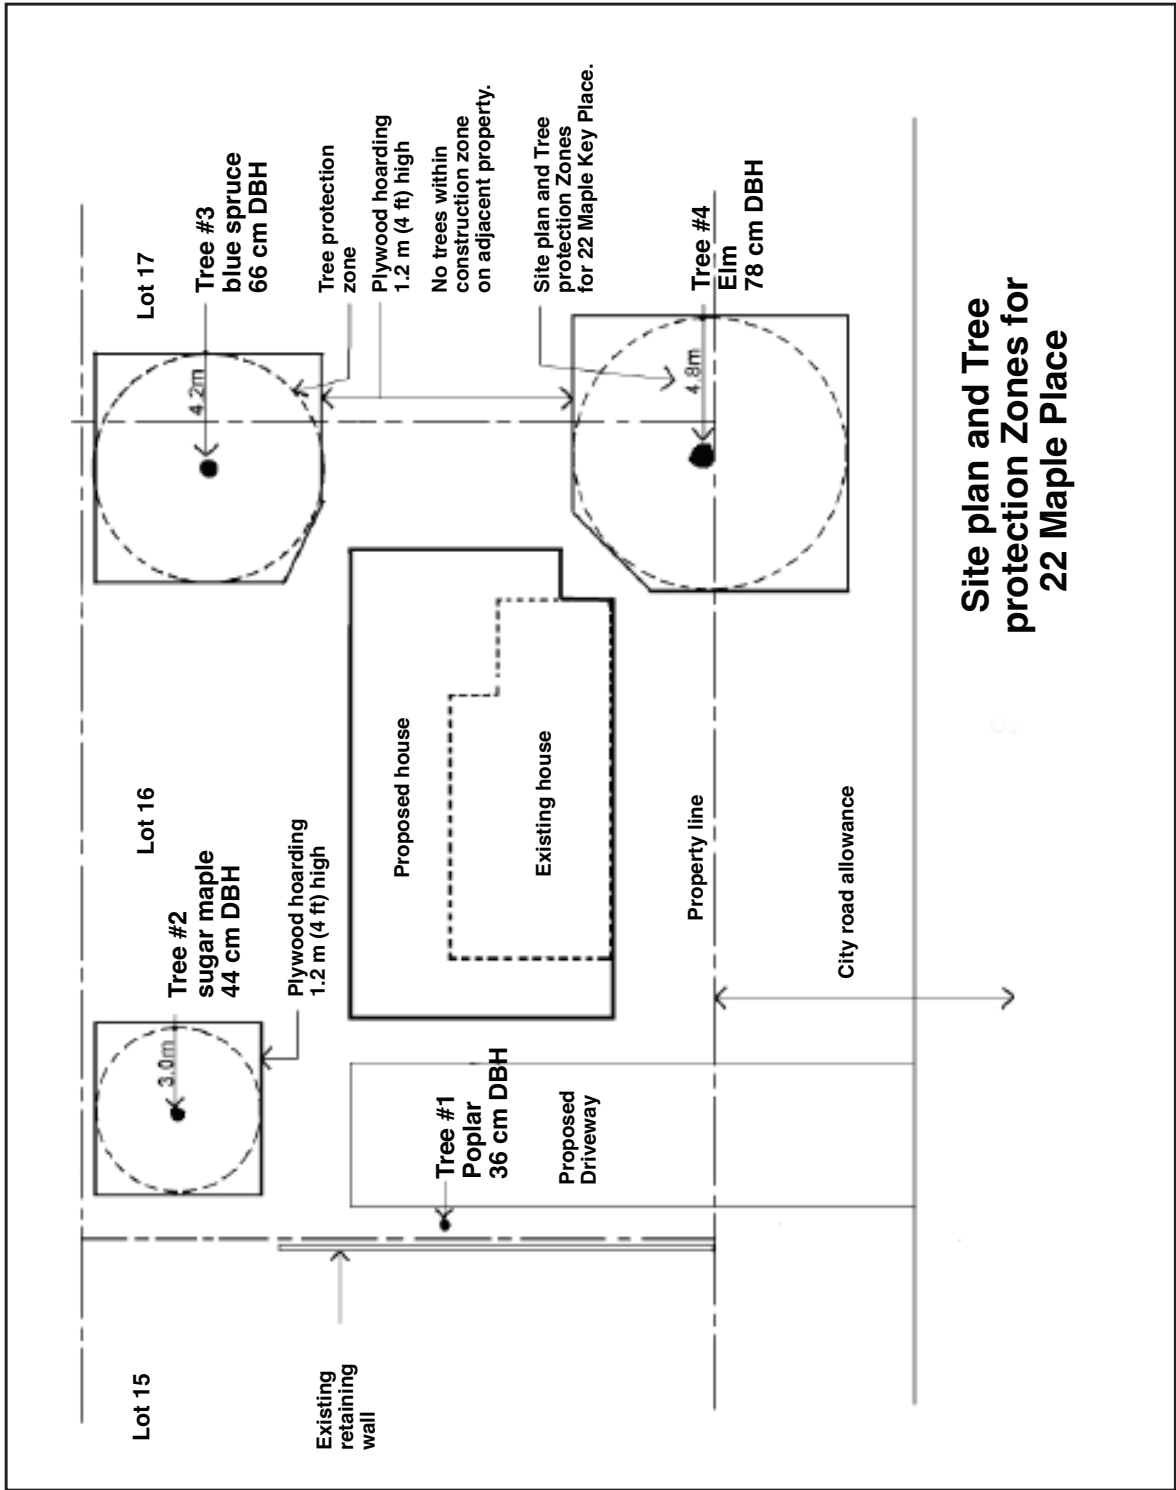 Lot 15
Lot 16
Lot 17
Existing
retaining
wall
Tree #2
sugar maple
44 cm DBH
3.0m
Plywood hoarding
1.2 m (4 ft) high
Tree #3
blue spruce
66 cm DBH
4.2m
Tree protection
zone
Plywood hoarding
1.2 m (4 ft) high
No trees within
construction zone
on adjacent property.
Site plan and Tree
protection Zones
for 22 Maple Key Place.
Tree #1
Poplar
36 cm DBH
Proposed
Driveway
Proposed house
Existing house
Tree #4
Elm
78 cm DBH
4.8m
Property line
City road allowance
Site plan and Tree
protection Zones for
22 Maple Place